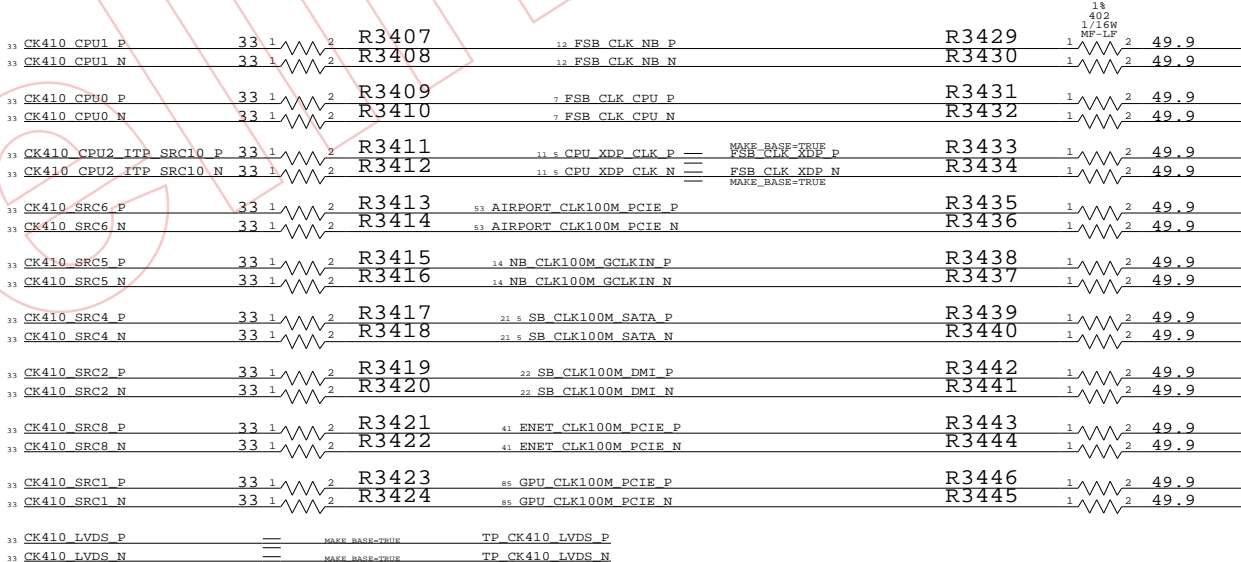 1%
402
1/16W
MF-LF
33 CK410_CPU1_P 33 1 2 R3407 12 FSB_CLK_NB_P R3429 1 2 49.9
33 CK410_CPU1_N 33 1 2 R3408 12 FSB_CLK_NB_N R3430 1 2 49.9
33 CK410_CPU0_P 33 1 2 R3409 7 FSB_CLK_CPU_P R3431 1 2 49.9
33 CK410_CPU0_N 33 1 2 R3410 7 FSB_CLK_CPU_N R3432 1 2 49.9
MAKE_BASE=TRUE
33 CK410_CPU2_ITP_SRC10_P 33 1 2 R3411 11 5 CPU_XDP_CLK_P FSB_CLK_XDP_P R3433 1 2 49.9
33 CK410_CPU2_ITP_SRC10_N 33 1 2 R3412 11 5 CPU_XDP_CLK_N FSB_CLK_XDP_N R3434 1 2 49.9
MAKE_BASE=TRUE
33 CK410_SRC6_P 33 1 2 R3413 53 AIRPORT_CLK100M_PCIE_P R3435 1 2 49.9
33 CK410_SRC6_N 33 1 2 R3414 53 AIRPORT_CLK100M_PCIE_N R3436 1 2 49.9
33 CK410_SRC5_P 33 1 2 R3415 14 NB_CLK100M_GCLKIN_P R3438 1 2 49.9
33 CK410_SRC5_N 33 1 2 R3416 14 NB_CLK100M_GCLKIN_N R3437 1 2 49.9
33 CK410_SRC4_P 33 1 2 R3417 21 5 SB_CLK100M_SATA_P R3439 1 2 49.9
33 CK410_SRC4_N 33 1 2 R3418 21 5 SB_CLK100M_SATA_N R3440 1 2 49.9
33 CK410_SRC2_P 33 1 2 R3419 22 SB_CLK100M_DMI_P R3442 1 2 49.9
33 CK410_SRC2_N 33 1 2 R3420 22 SB_CLK100M_DMI_N R3441 1 2 49.9
33 CK410_SRC8_P 33 1 2 R3421 41 ENET_CLK100M_PCIE_P R3443 1 2 49.9
33 CK410_SRC8_N 33 1 2 R3422 41 ENET_CLK100M_PCIE_N R3444 1 2 49.9
33 CK410_SRC1_P 33 1 2 R3423 85 GPU_CLK100M_PCIE_P R3446 1 2 49.9
33 CK410_SRC1_N 33 1 2 R3424 85 GPU_CLK100M_PCIE_N R3445 1 2 49.9
33 CK410_LVDS_P MAKE_BASE=TRUE TP_CK410_LVDS_P
33 CK410_LVDS_N MAKE_BASE=TRUE TP_CK410_LVDS_N